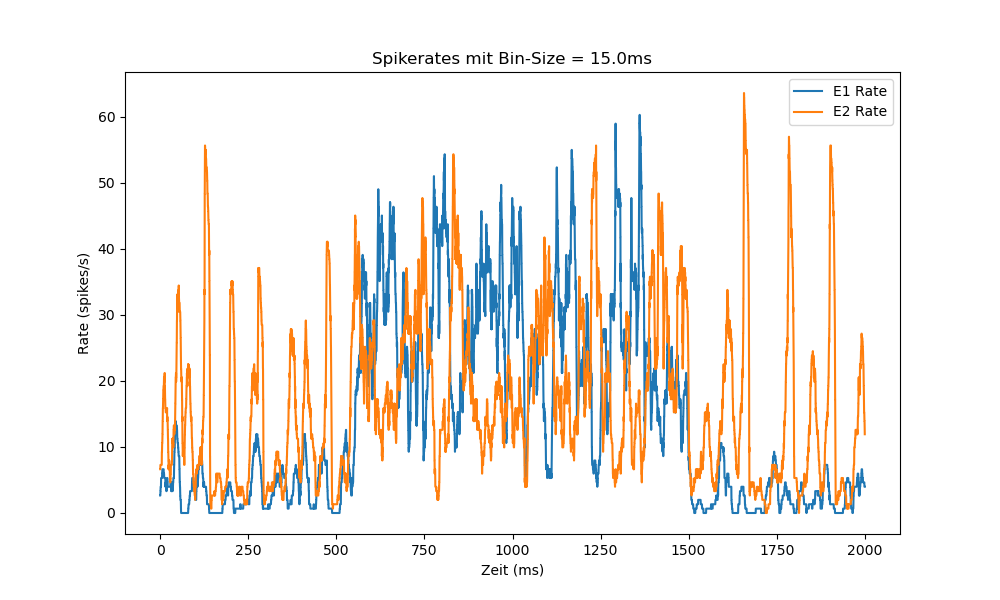 Spikerates mit Bin-Size = 15.0ms
E1 Rate
E2 Rate
60
50
40
30
20
10
0
Rate (spikes/s)
0 250 500 750 1000 1250 1500 1750 2000
Zeit (ms)